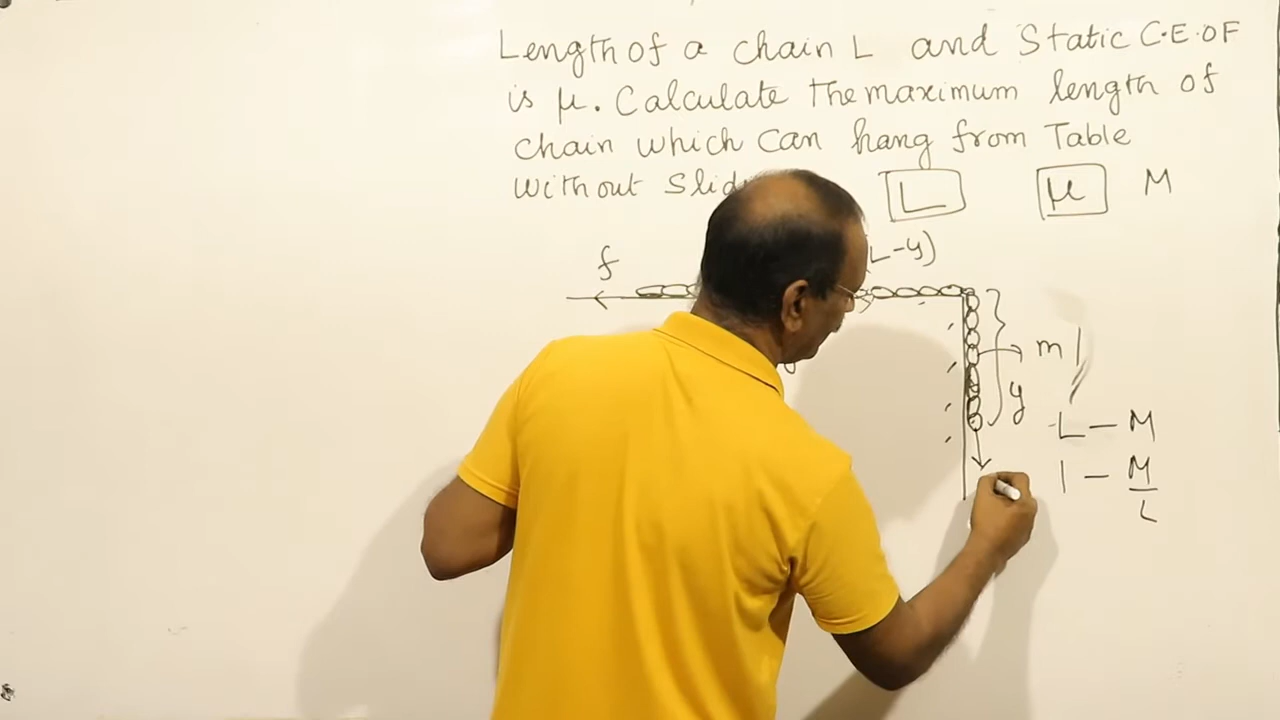 Length of a chain L and Static C.E.OF
is μ. Calculate The maximum length of
chain which can hang from Table
without
L μ M
f L-y)
m
y
L — M
1 — M/L